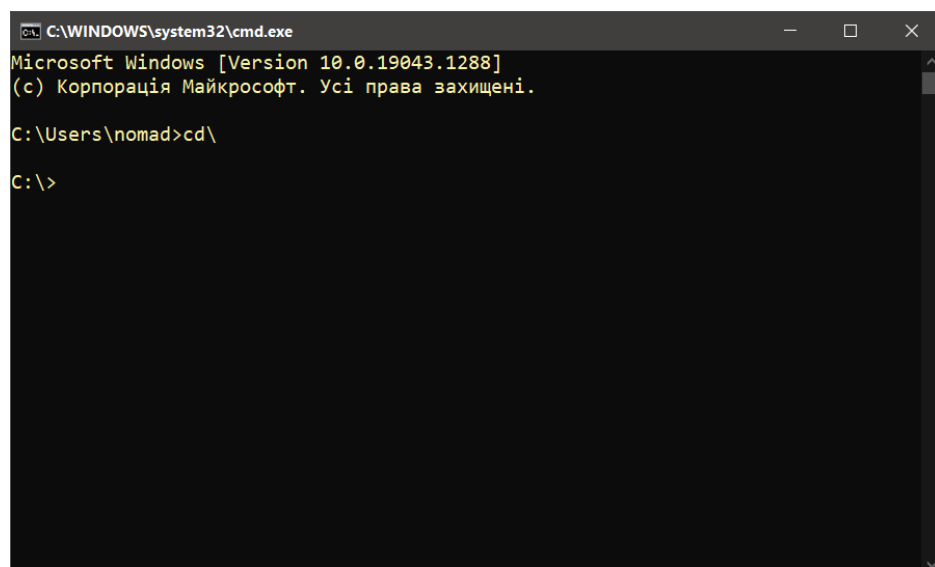 C:\WINDOWS\system32\cmd.exe
Microsoft Windows [Version 10.0.19043.1288]
(c) Корпорація Майкрософт. Усі права захищені.
C:\Users\nomad>cd\
C:\>